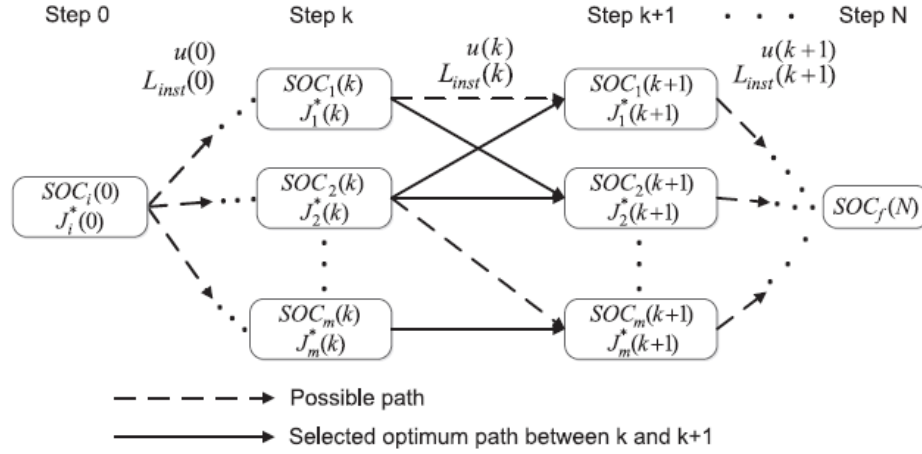 Step 0 Step k Step k+1 Step N
u(0)
L_inst(0)
u(k)
L_inst(k)
u(k+1)
L_inst(k+1)
SOC_1(k)
J_1^*(k)
SOC_1(k+1)
J_1^*(k+1)
SOC_i(0)
J_i^*(0)
SOC_2(k)
J_2^*(k)
SOC_2(k+1)
J_2^*(k+1)
SOC_f(N)
SOC_m(k)
J_m^*(k)
SOC_m(k+1)
J_m^*(k+1)
Possible path
Selected optimum path between k and k+1